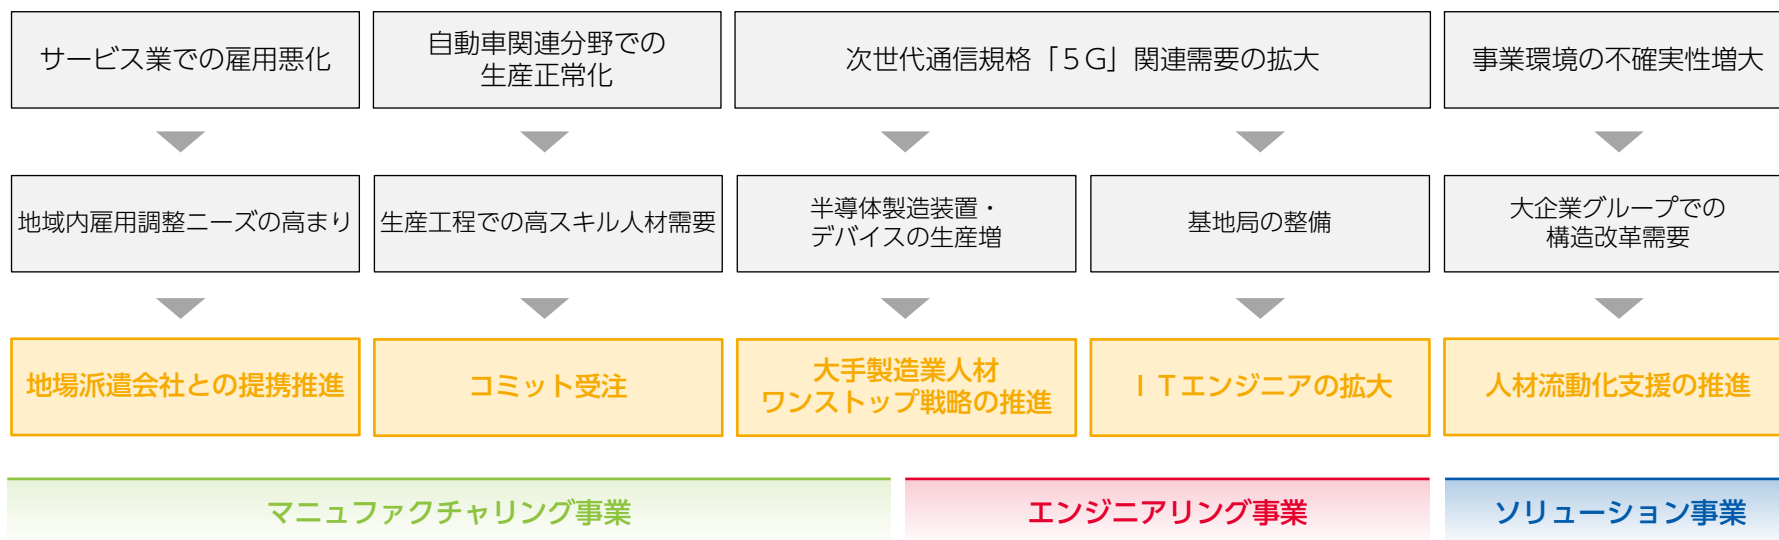 サービス業での雇用悪化
自動車関連分野での
生産正常化
次世代通信規格「5G」関連需要の拡大
事業環境の不確実性増大
地域内雇用調整ニーズの高まり
生産工程での高スキル人材需要
半導体製造装置・
デバイスの生産増
基地局の整備
大企業グループでの
構造改革需要
地場派遣会社との提携推進
コミット受注
大手製造業人材
ワンストップ戦略の推進
ITエンジニアの拡大
人材流動化支援の推進
マニュファクチャリング事業
エンジニアリング事業
ソリューション事業